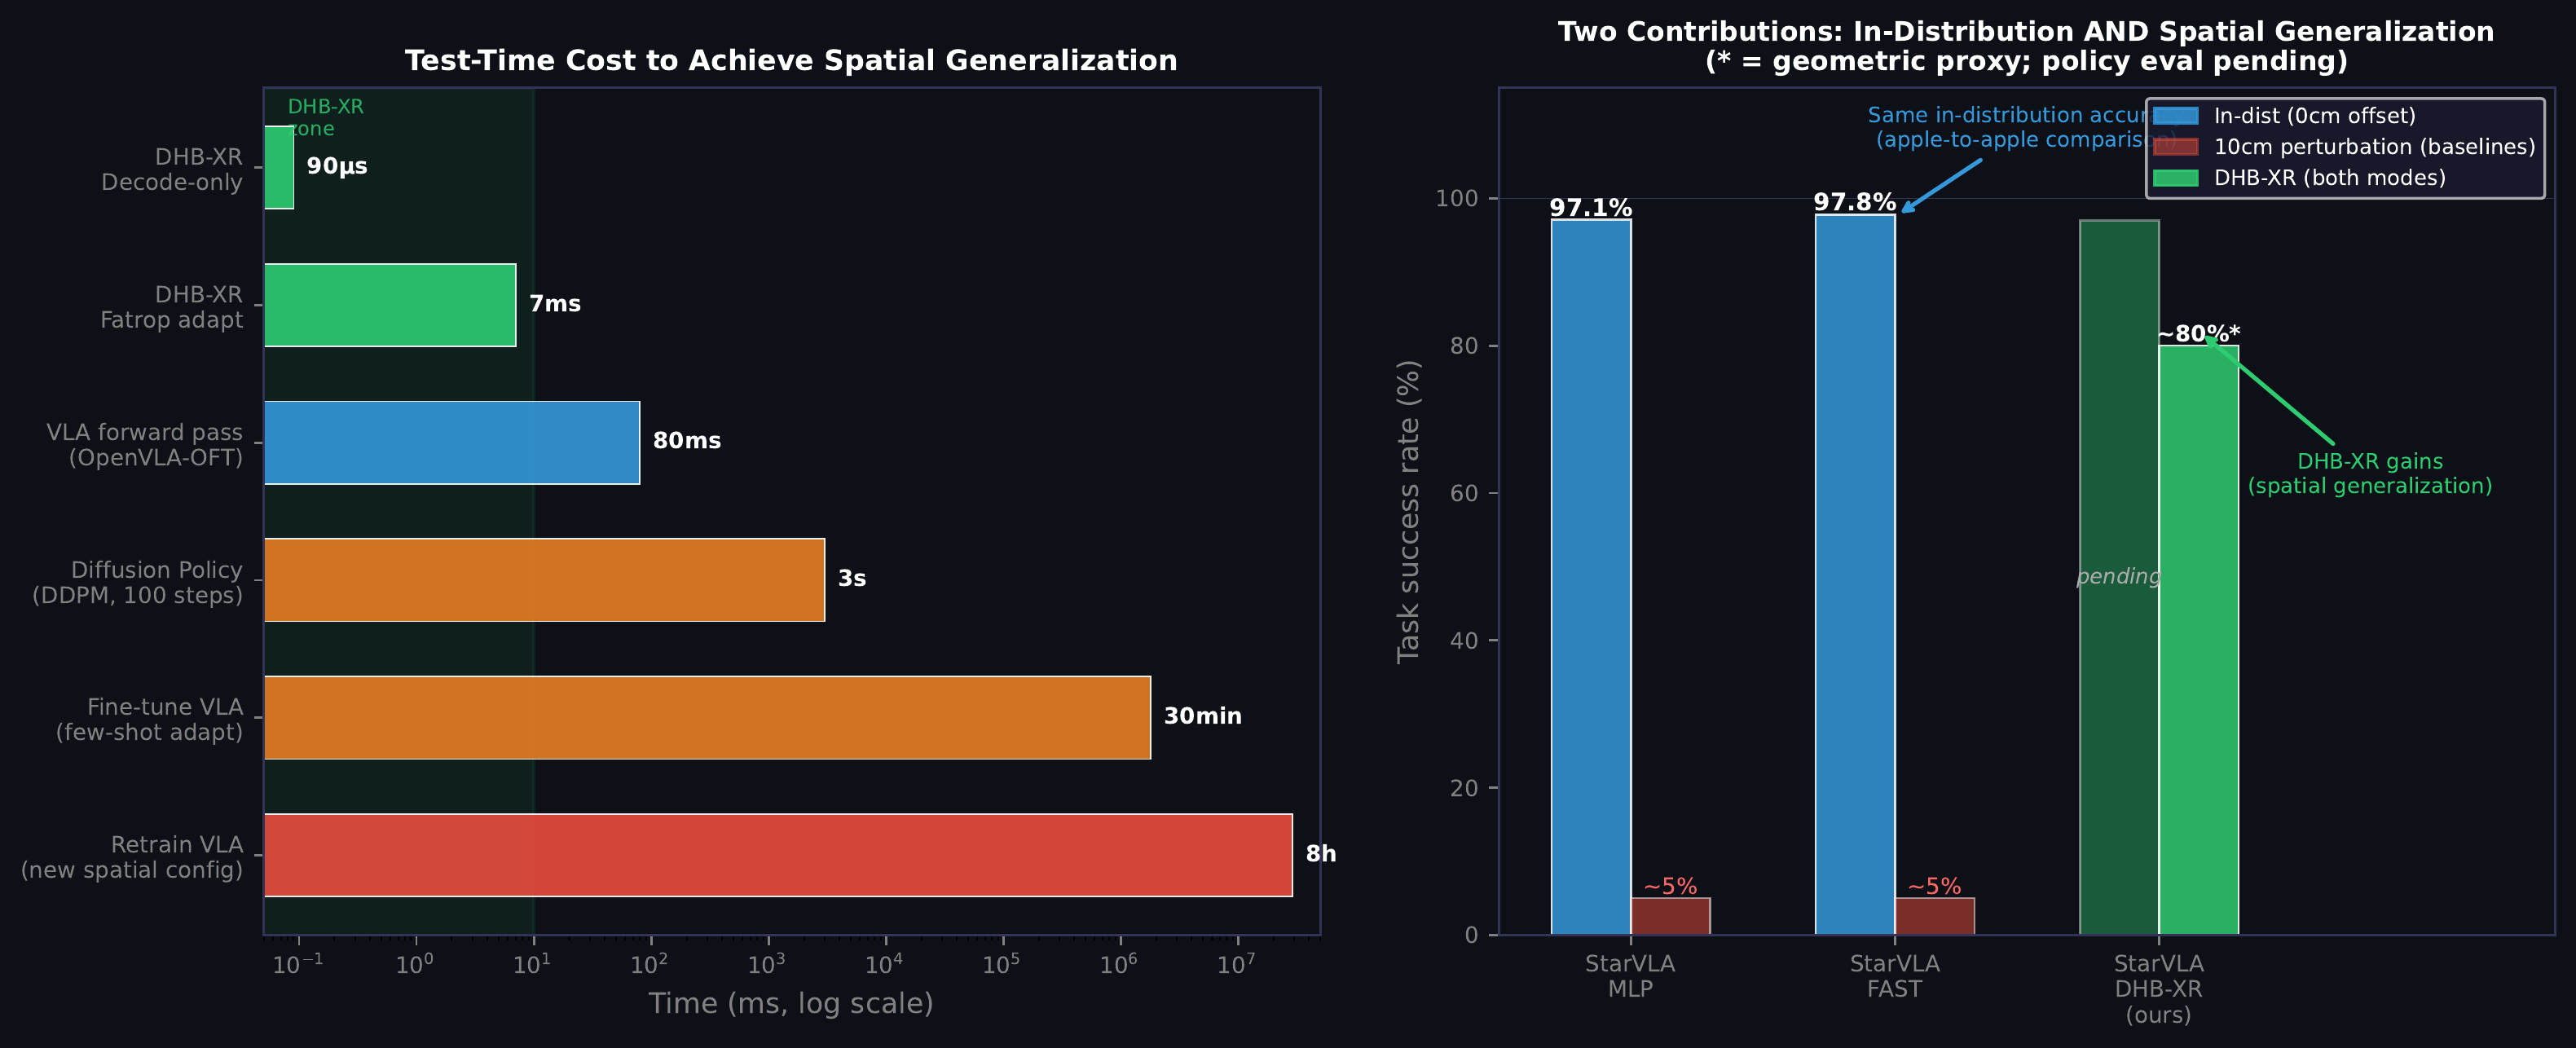 Test-Time Cost to Achieve Spatial Generalization
DHB-XR
zone
DHB-XR
Decode-only
90µs
DHB-XR
Fatrop adapt
7ms
VLA forward pass
(OpenVLA-OFT)
80ms
Diffusion Policy
(DDPM, 100 steps)
3s
Fine-tune VLA
(few-shot adapt)
30min
Retrain VLA
(new spatial config)
8h
10⁻¹ 10⁰ 10¹ 10² 10³ 10⁴ 10⁵ 10⁶ 10⁷
Time (ms, log scale)
Two Contributions: In-Distribution AND Spatial Generalization
(* = geometric proxy; policy eval pending)
Same in-distribution accuracy
(apple-to-apple comparison)
In-dist (0cm offset)
10cm perturbation (baselines)
DHB-XR (both modes)
Task success rate (%)
100
80
60
40
20
0
97.1%
97.8%
~80%*
DHB-XR gains
(spatial generalization)
pending
~5%
~5%
StarVLA
MLP
StarVLA
FAST
StarVLA
DHB-XR
(ours)